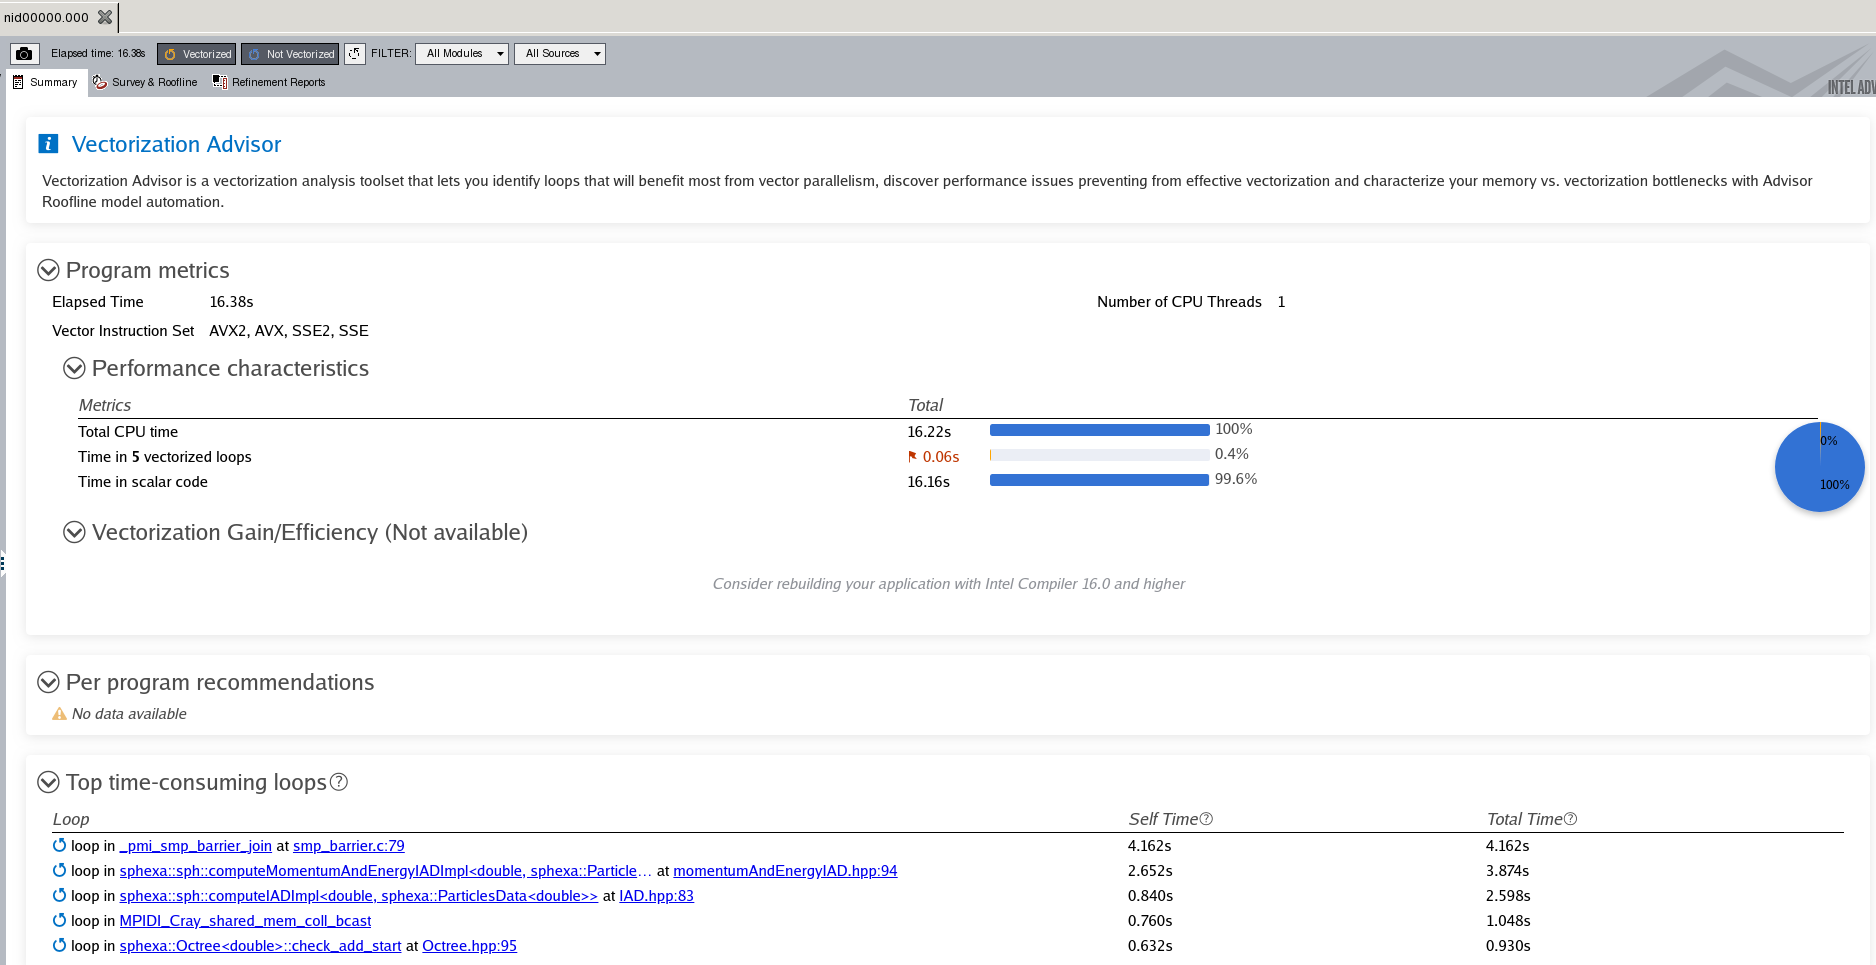 nid00000.000
Elapsed time: 16.38s Vectorized Not Vectorized FILTER: All Modules All Sources
Summary Survey & Roofline Refinement Reports
INTEL ADV
Vectorization Advisor
Vectorization Advisor is a vectorization analysis toolset that lets you identify loops that will benefit most from vector parallelism, discover performance issues preventing from effective vectorization and characterize your memory vs. vectorization bottlenecks with Advisor
Roofline model automation.
Program metrics
Elapsed Time 16.38s Number of CPU Threads 1
Vector Instruction Set AVX2, AVX, SSE2, SSE
Performance characteristics
Metrics Total
Total CPU time 16.22s 100%
Time in 5 vectorized loops 0.06s 0.4%
Time in scalar code 16.16s 99.6%
0%
100%
Vectorization Gain/Efficiency (Not available)
Consider rebuilding your application with Intel Compiler 16.0 and higher
Per program recommendations
No data available
Top time-consuming loops?
Loop Self Time? Total Time?
loop in _pmi_smp_barrier_join at smp_barrier.c:79 4.162s 4.162s
loop in sphexa::sph::computeMomentumAndEnergyIADImpl<double, sphexa::Particle... at momentumAndEnergyIAD.hpp:94 2.652s 3.874s
loop in sphexa::sph::computeIADImpl<double, sphexa::ParticlesData<double>> at IAD.hpp:83 0.840s 2.598s
loop in MPIDI_Cray_shared_mem_coll_bcast 0.760s 1.048s
loop in sphexa::Octree<double>::check_add_start at Octree.hpp:95 0.632s 0.930s